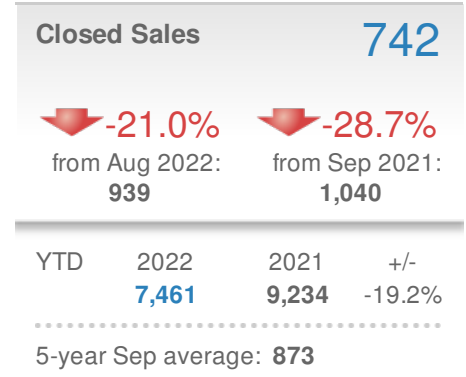 Closed Sales 742
-21.0% -28.7%
from Aug 2022: from Sep 2021:
939 1,040
YTD 2022 2021 +/-
7,461 9,234 -19.2%
5-year Sep average: 873